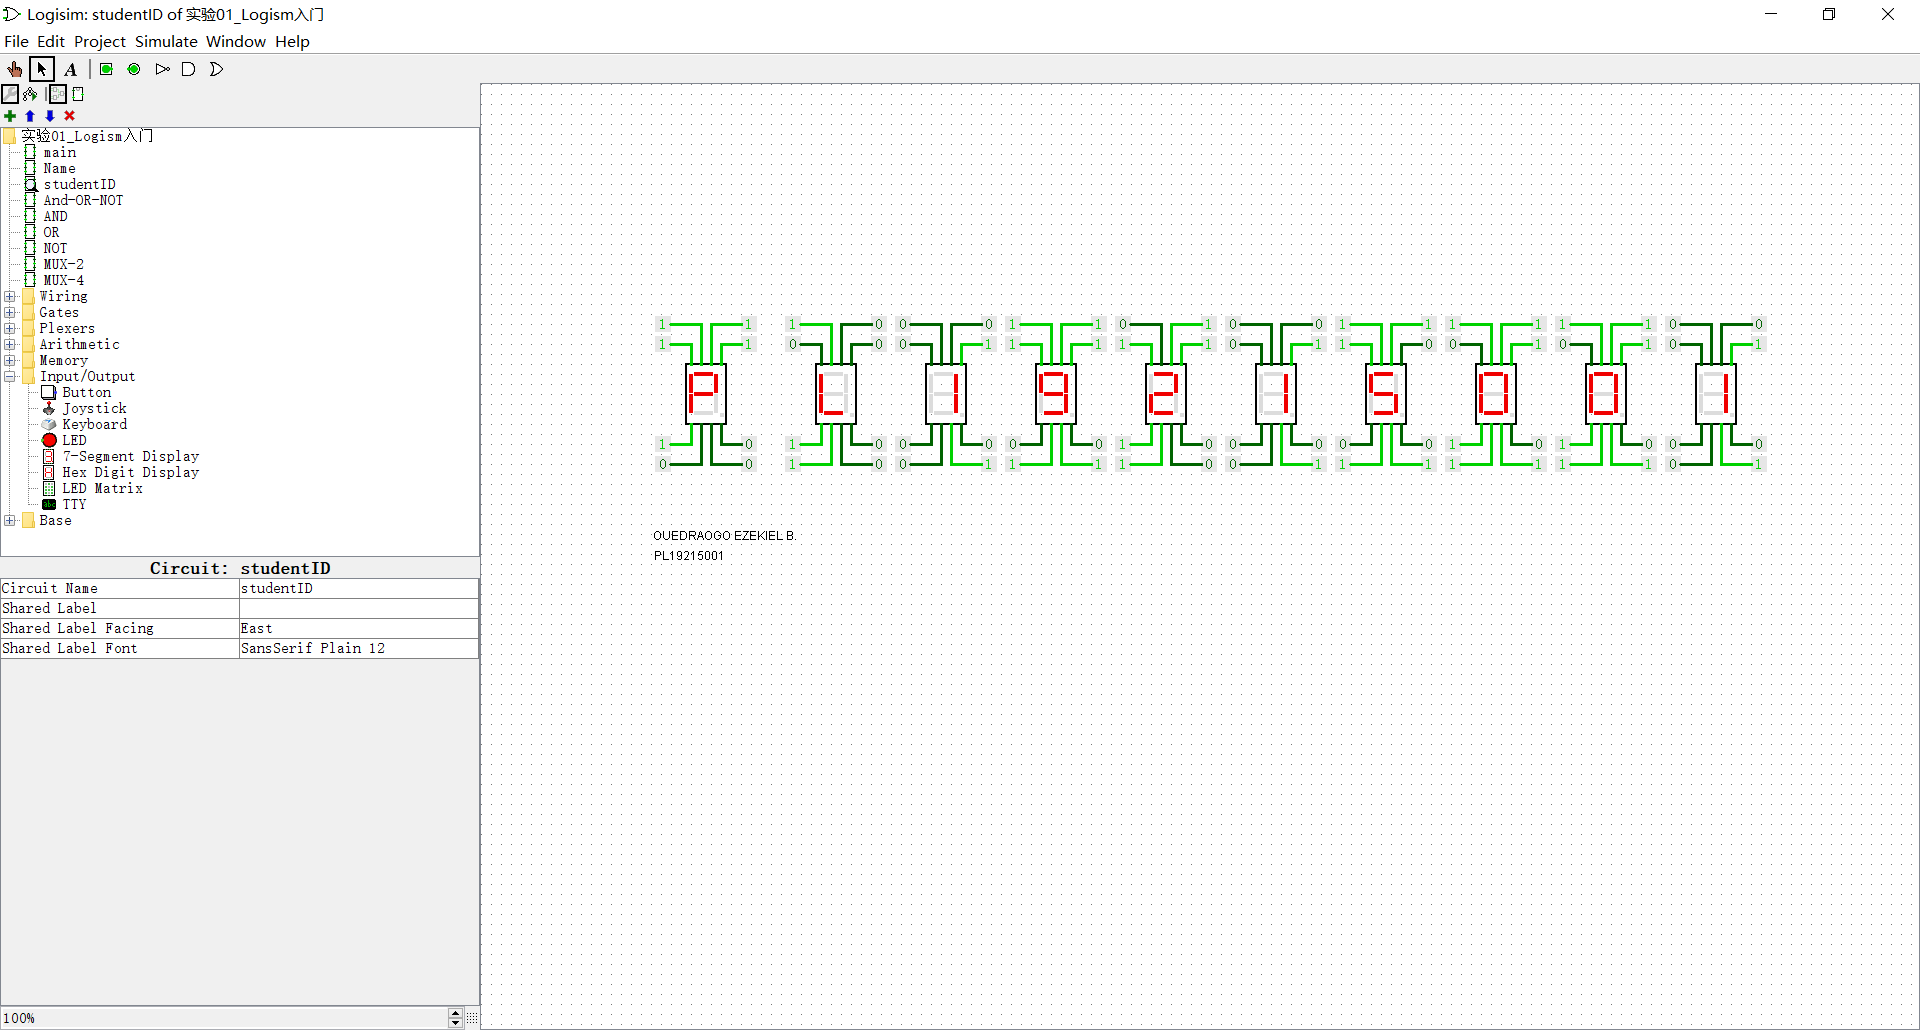 Logisim: studentID of 实验01_Logism入门
File Edit Project Simulate Window Help
A
实验01_Logism入门
main
Name
studentID
And-OR-NOT
AND
OR
NOT
MUX-2
MUX-4
Wiring
Gates
Plexers
Arithmetic
Memory
Input/Output
Button
Joystick
Keyboard
LED
7-Segment Display
Hex Digit Display
LED Matrix
TTY
Base
Circuit: studentID
Circuit Name studentID
Shared Label
Shared Label Facing East
Shared Label Font SansSerif Plain 12
100%
1 1 1 0 0 0 1 1 0 1 0 0 1 1 1 1 1 1 0 0
1 1 0 0 0 1 1 1 1 1 0 1 1 0 0 1 0 1 0 1
P L 1 9 2 1 5 0 0 1
1 0 1 0 0 0 0 0 1 0 0 0 0 0 1 0 1 0 0 0
0 0 1 0 0 1 1 1 1 0 0 1 1 1 1 1 1 1 0 1
OUEDRAOGO EZEKIEL B.
PL19215001